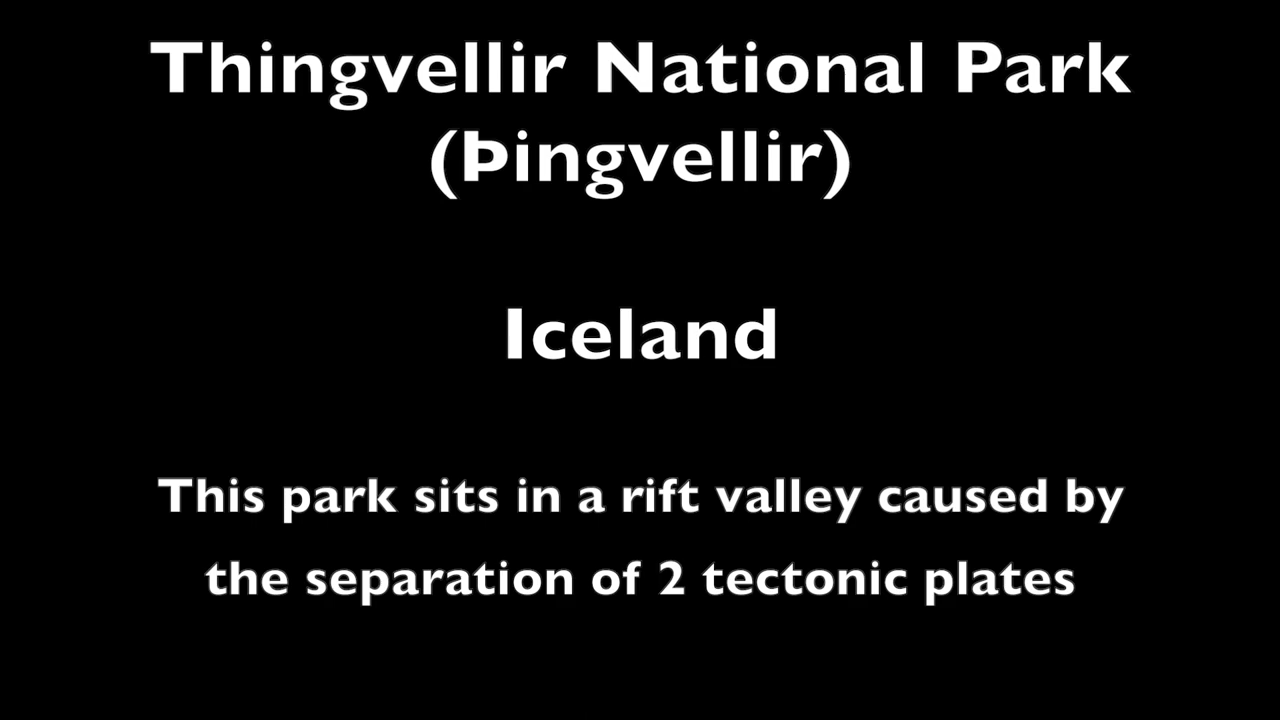 Thingvellir National Park
(Þingvellir)
Iceland
This park sits in a rift valley caused by
the separation of 2 tectonic plates